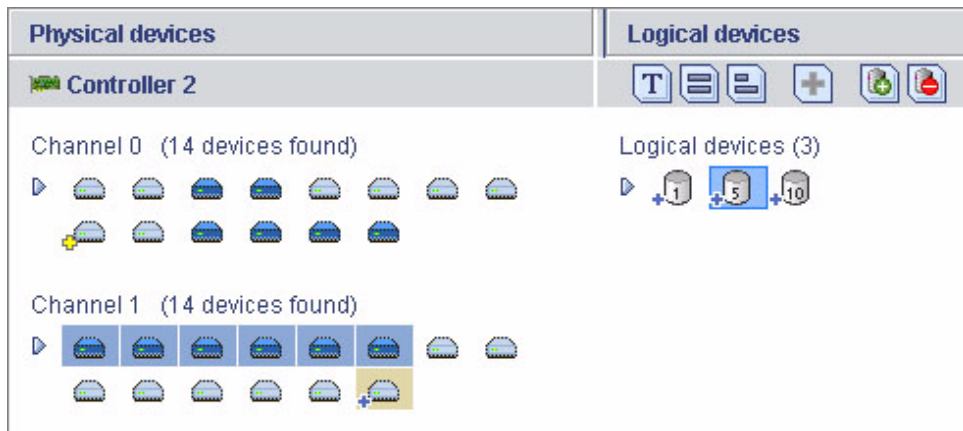 Physical devices
Logical devices
Controller 2
T
Channel 0 (14 devices found)
Logical devices (3)
1 5 10
Channel 1 (14 devices found)